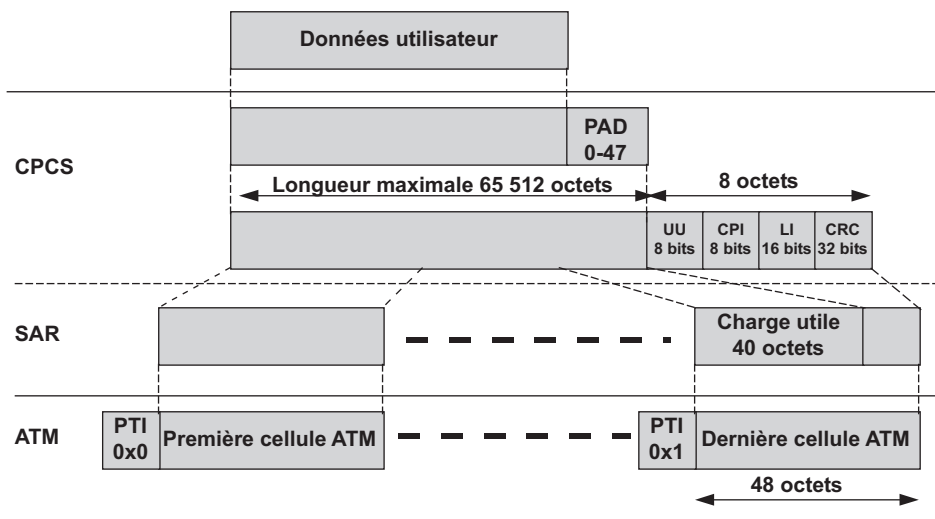 Données utilisateur
CPCS
PAD
0-47
Longueur maximale 65 512 octets
8 octets
UU
8 bits
CPI
8 bits
LI
16 bits
CRC
32 bits
SAR
Charge utile
40 octets
ATM
PTI
0x0
Première cellule ATM
PTI
0x1
Dernière cellule ATM
48 octets